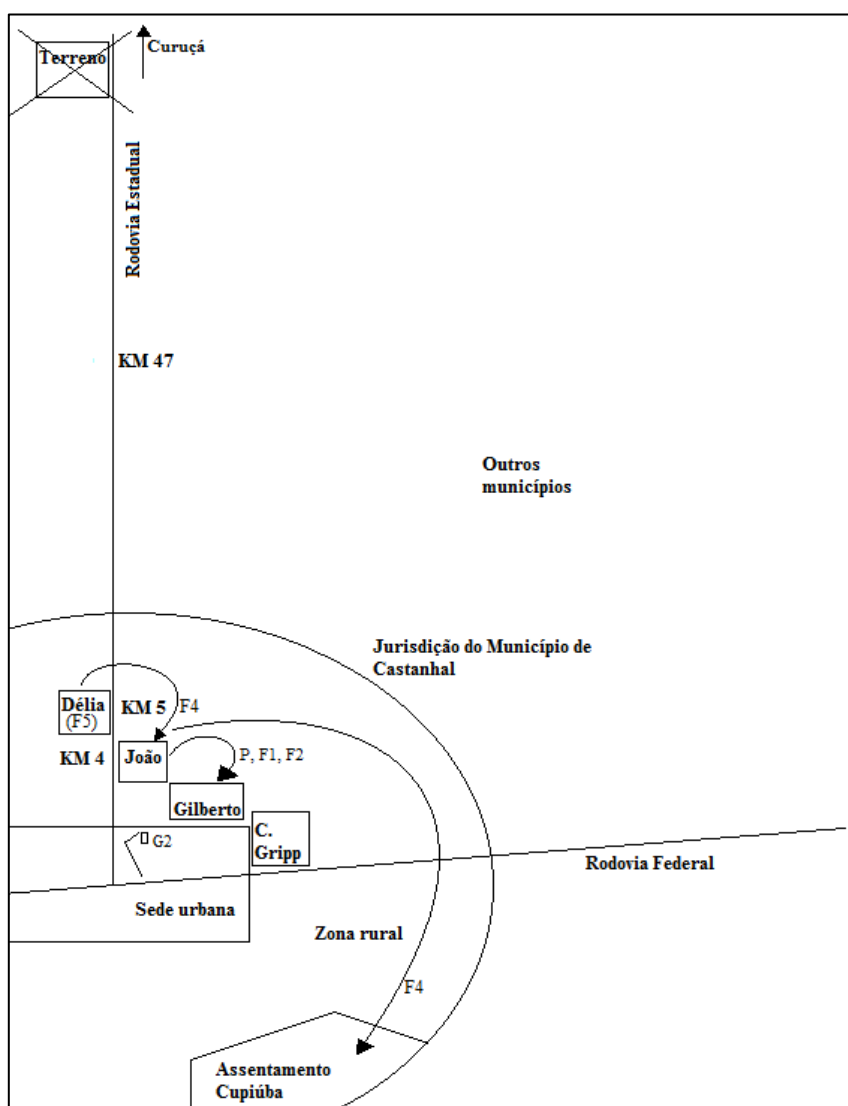 Curuçá
Terreno
Rodovia Estadual
KM 47
Outros
municípios
Jurisdição do Município de
Castanhal
Délia
(F5)
KM 5
F4
KM 4
João
P, F1, F2
Gilberto
C.
Gripp
G2
Rodovia Federal
Sede urbana
Zona rural
F4
Assentamento
Cupiúba